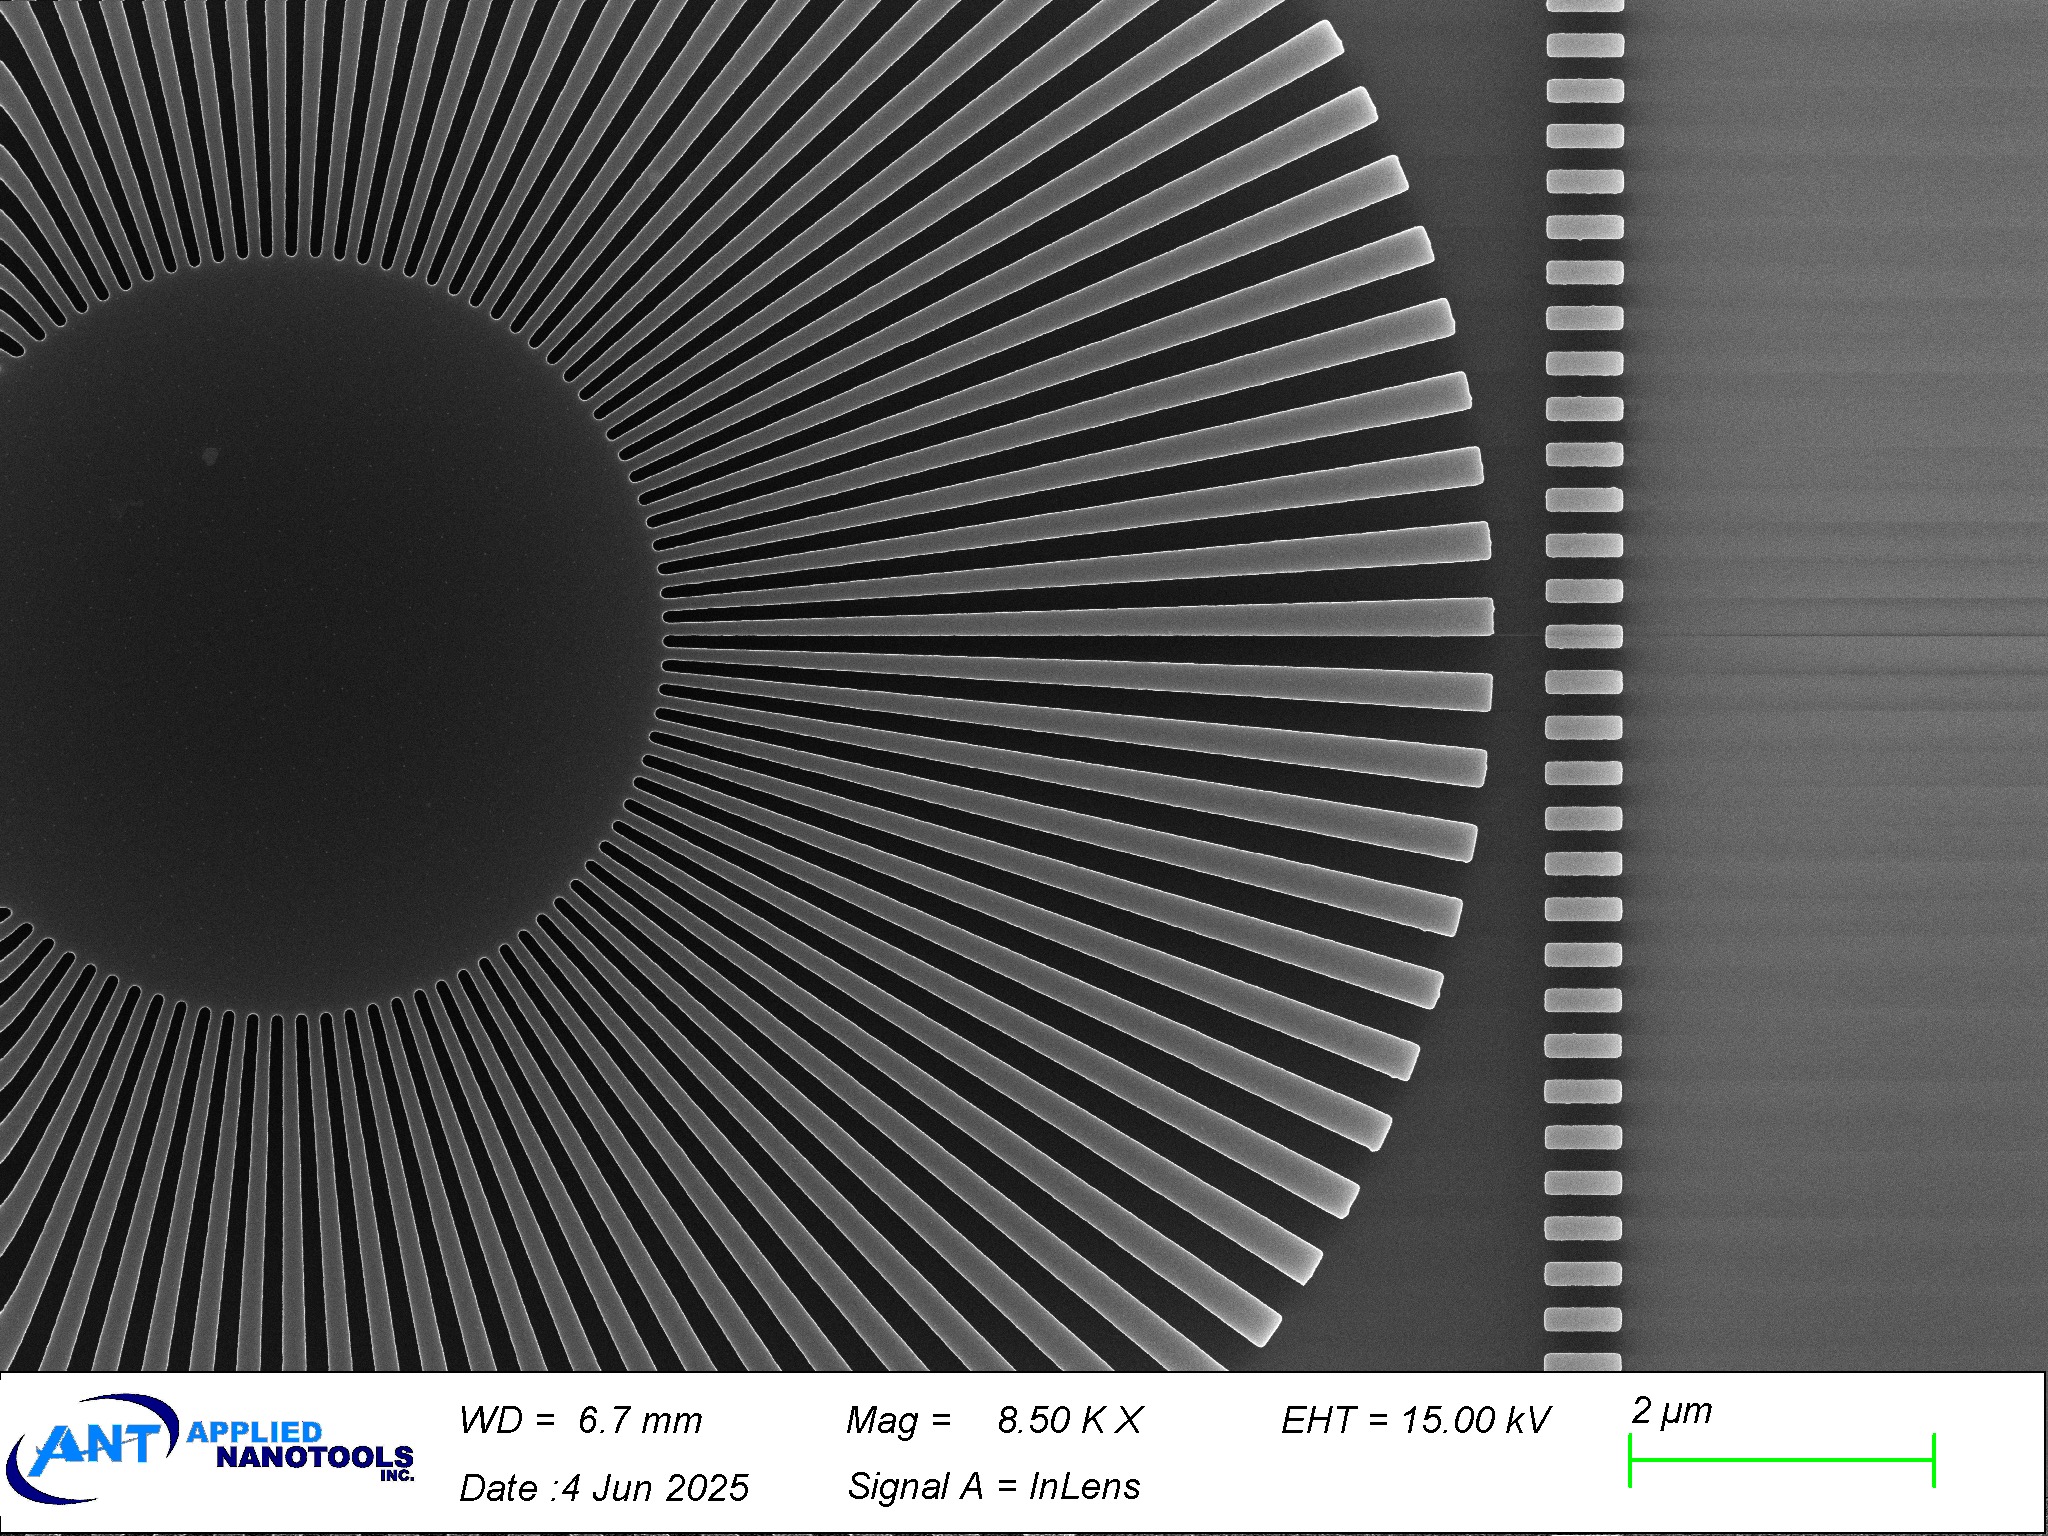 ANT APPLIED
NANOTOOLS
INC.
WD = 6.7 mm
Mag = 8.50 K X
EHT = 15.00 kV
2 µm
Date :4 Jun 2025
Signal A = InLens